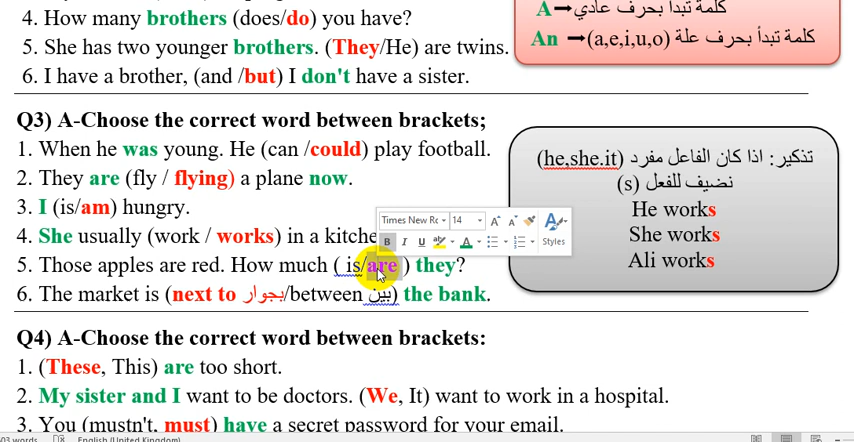 4. How many brothers (does/do) you have?
5. She has two younger brothers. (They/He) are twins.
6. I have a brother, (and /but) I don't have a sister.
A→كلمة تبدأ بحرف عادي
An →(a,e,i,u,o) كلمة تبدأ بحرف علة
Q3) A-Choose the correct word between brackets;
1. When he was young. He (can /could) play football.
2. They are (fly / flying) a plane now.
3. I (is/am) hungry.
4. She usually (work / works) in a kitche
5. Those apples are red. How much ( is/are ) they?
6. The market is (next to بجوار/between بين) the bank.
تذكير: اذا كان الفاعل مفرد (he,she.it)
نضيف للفعل (s)
He works
She works
Ali works
Times New Ro
14
B I U
Styles
Q4) A-Choose the correct word between brackets:
1. (These, This) are too short.
2. My sister and I want to be doctors. (We, It) want to work in a hospital.
3. You (mustn't, must) have a secret password for your email.
03 words
English (United Kingdom)